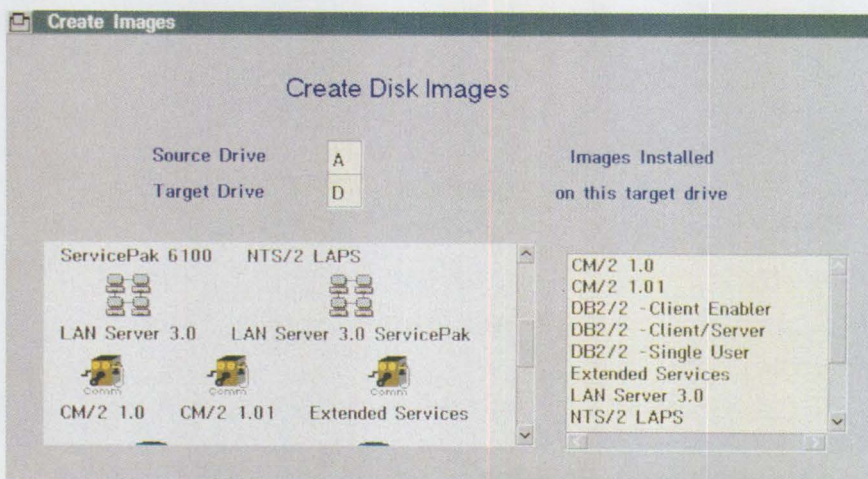 Create Images
Create Disk Images
Source Drive A
Target Drive D
Images Installed
on this target drive
ServicePak 6100 NTS/2 LAPS
LAN Server 3.0 LAN Server 3.0 ServicePak
Comm Comm Comm
CM/2 1.0 CM/2 1.01 Extended Services
CM/2 1.0
CM/2 1.01
DB2/2 -Client Enabler
DB2/2 -Client/Server
DB2/2 -Single User
Extended Services
LAN Server 3.0
NTS/2 LAPS